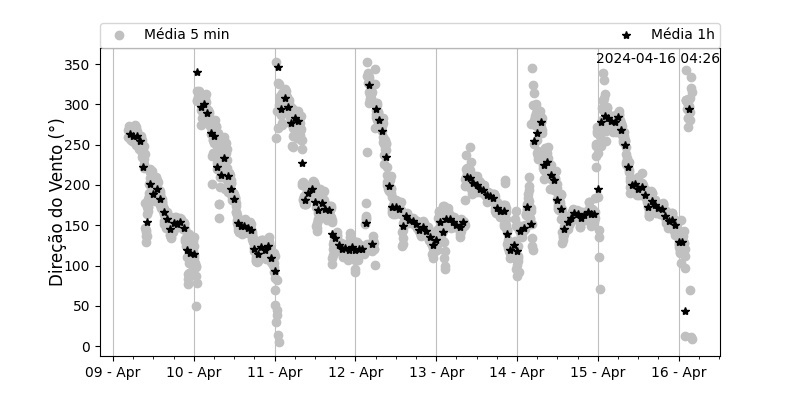 Média 5 min
Média 1h
2024-04-16 04:26
Direção do Vento (°)
350
300
250
200
150
100
50
0
09 - Apr
10 - Apr
11 - Apr
12 - Apr
13 - Apr
14 - Apr
15 - Apr
16 - Apr